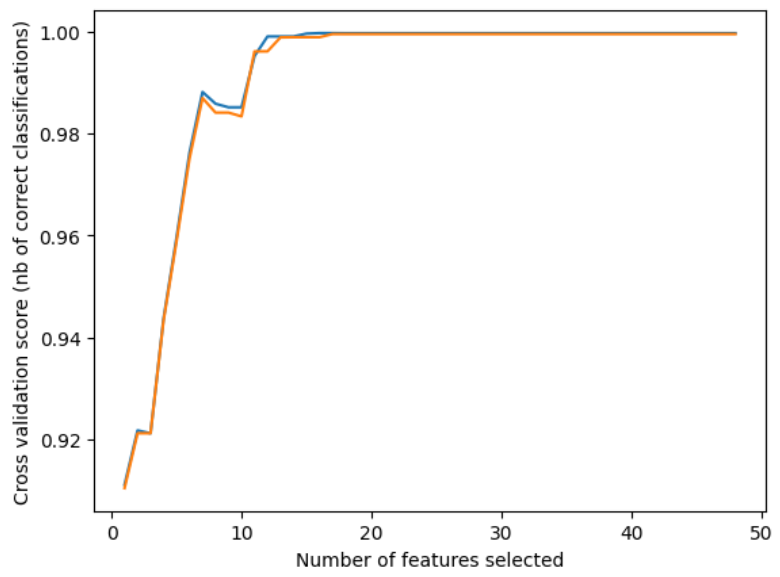 1.00
0.98
0.96
0.94
0.92
Cross validation score (nb of correct classifications)
0 10 20 30 40 50
Number of features selected